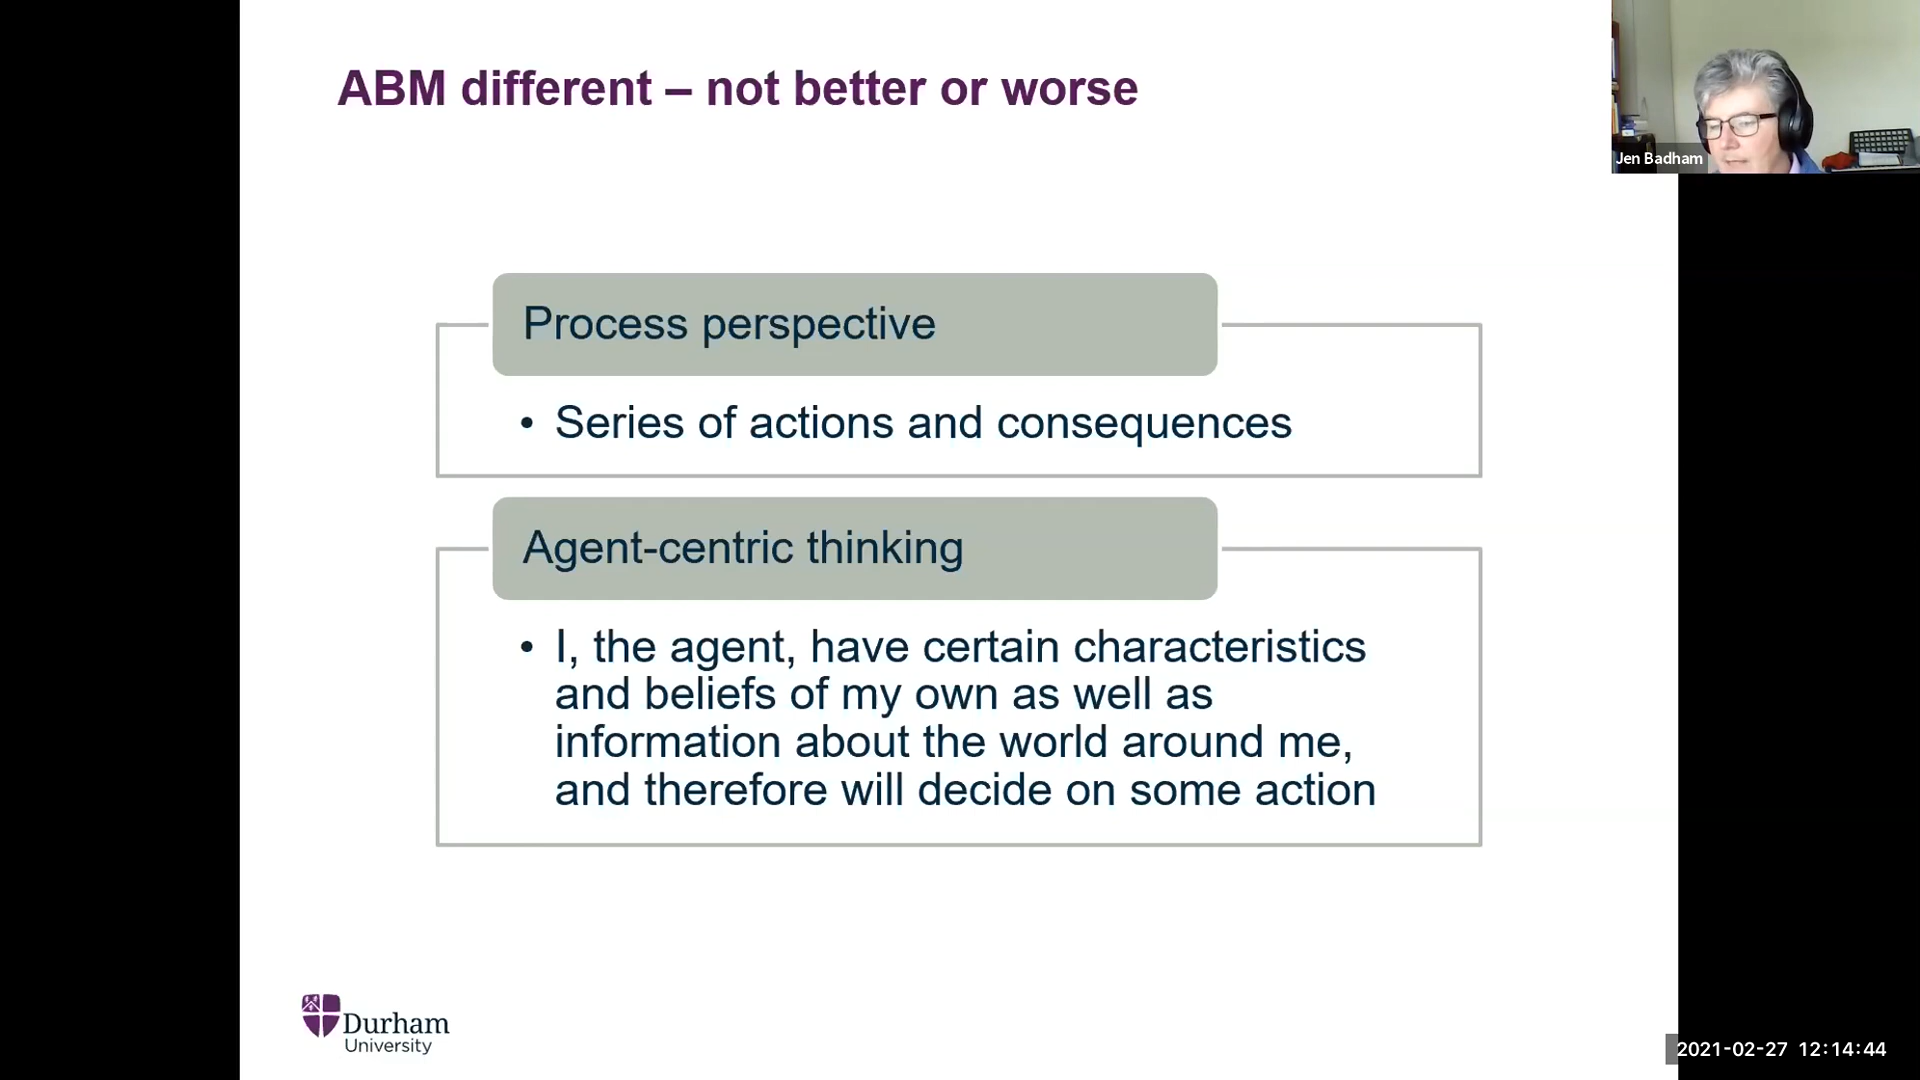 ABM different – not better or worse
Jen Badham
Process perspective
• Series of actions and consequences
Agent-centric thinking
• I, the agent, have certain characteristics
and beliefs of my own as well as
information about the world around me,
and therefore will decide on some action
Durham
University
2021-02-27 12:14:44